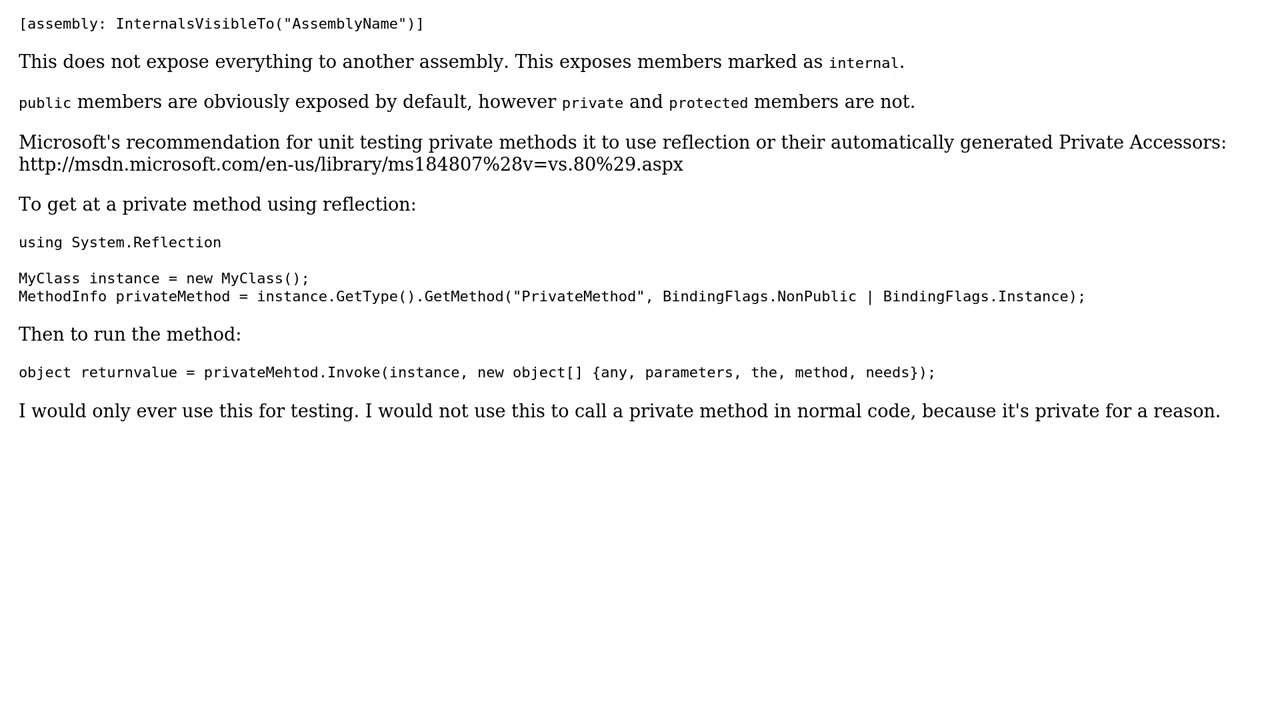 [assembly: InternalsVisibleTo("AssemblyName")]
This does not expose everything to another assembly. This exposes members marked as internal.
public members are obviously exposed by default, however private and protected members are not.
Microsoft's recommendation for unit testing private methods it to use reflection or their automatically generated Private Accessors:
http://msdn.microsoft.com/en-us/library/ms184807%28v=vs.80%29.aspx
To get at a private method using reflection:
using System.Reflection
MyClass instance = new MyClass();
MethodInfo privateMethod = instance.GetType().GetMethod("PrivateMethod", BindingFlags.NonPublic | BindingFlags.Instance);
Then to run the method:
object returnvalue = privateMehtod.Invoke(instance, new object[] {any, parameters, the, method, needs});
I would only ever use this for testing. I would not use this to call a private method in normal code, because it's private for a reason.